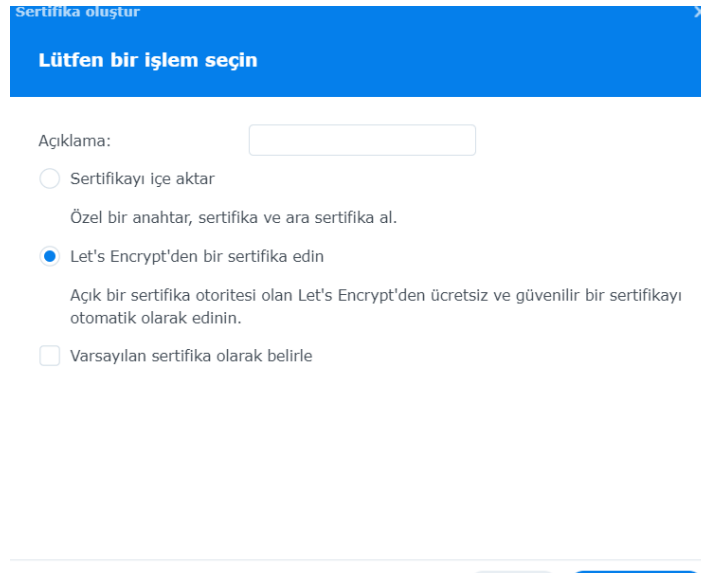 Sertifika oluştur
Lütfen bir işlem seçin
Açıklama:
Sertifikayı içe aktar
Özel bir anahtar, sertifika ve ara sertifika al.
Let's Encrypt'den bir sertifika edin
Açık bir sertifika otoritesi olan Let's Encrypt'den ücretsiz ve güvenilir bir sertifikayı
otomatik olarak edinin.
Varsayılan sertifika olarak belirle